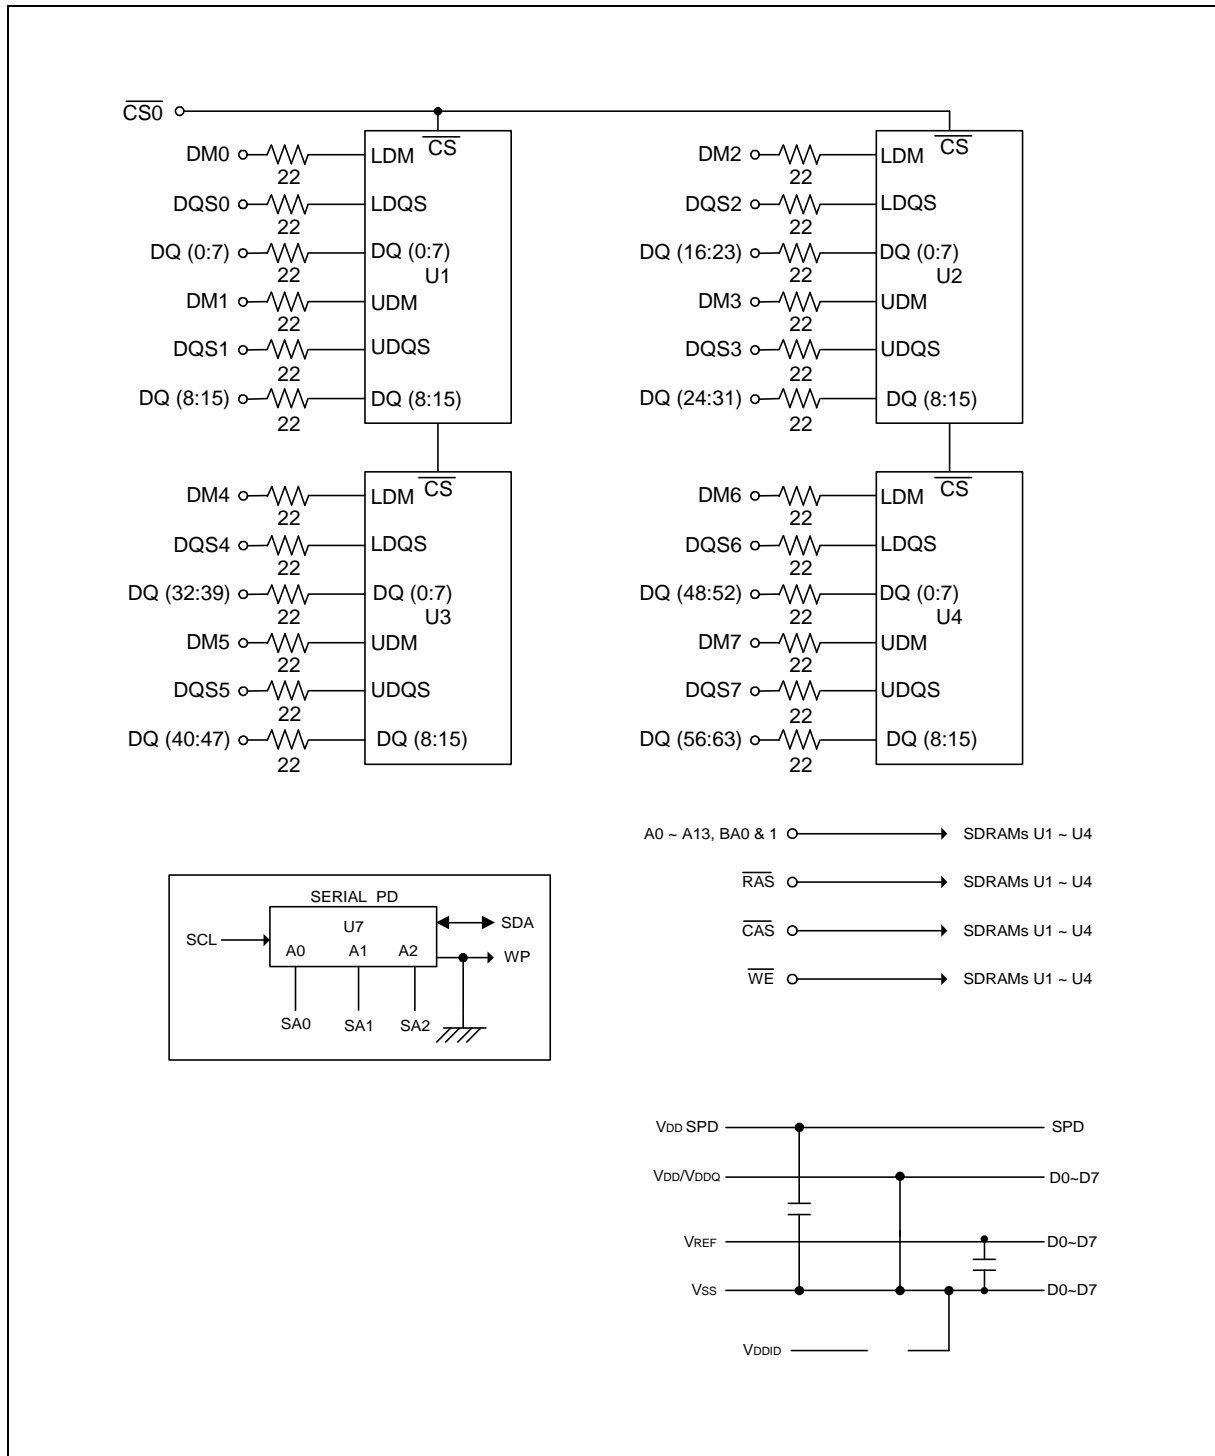 CS0
CS
CS
DM0
LDM
22
DQS0
LDQS
22
DQ (0:7)
DQ (0:7)
22
U1
DM1
UDM
22
DQS1
UDQS
22
DQ (8:15)
DQ (8:15)
22
DM2
LDM
22
DQS2
LDQS
22
DQ (16:23)
DQ (0:7)
22
U2
DM3
UDM
22
DQS3
UDQS
22
DQ (24:31)
DQ (8:15)
22
CS
DM4
LDM
22
DQS4
LDQS
22
DQ (32:39)
DQ (0:7)
22
U3
DM5
UDM
22
DQS5
UDQS
22
DQ (40:47)
DQ (8:15)
22
CS
DM6
LDM
22
DQS6
LDQS
22
DQ (48:52)
DQ (0:7)
22
U4
DM7
UDM
22
DQS7
UDQS
22
DQ (56:63)
DQ (8:15)
22
A0 ~ A13, BA0 & 1
SDRAMs U1 ~ U4
RAS
SDRAMs U1 ~ U4
CAS
SDRAMs U1 ~ U4
WE
SDRAMs U1 ~ U4
SERIAL PD
U7
SCL
SDA
A0 A1 A2
WP
SA0 SA1 SA2
VDD SPD
SPD
VDD/VDDQ
D0~D7
VREF
D0~D7
VSS
D0~D7
VDDID